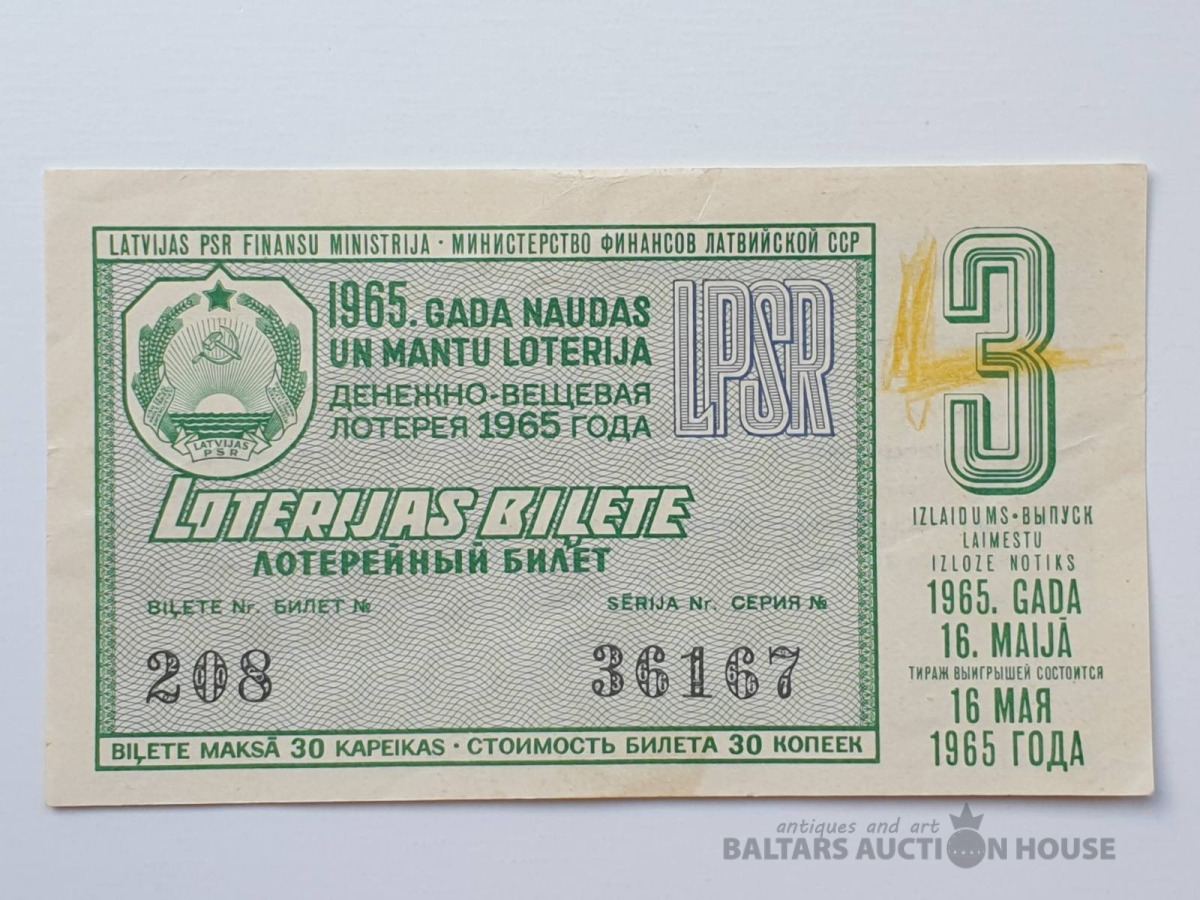 LATVIJAS PSR FINANSU MINISTRIJA · МИНИСТЕРСТВО ФИНАНСОВ ЛАТВИЙСКОЙ ССР
1965. GADA NAUDAS
UN MANTU LOTERIJA
ДЕНЕЖНО-ВЕЩЕВАЯ
ЛОТЕРЕЯ 1965 ГОДА
LPSR
LATVIJAS
PSR
LOTERIJAS BIĻETE
ЛОТЕРЕЙНЫЙ БИЛЕТ
BIĻETE Nr. БИЛЕТ №
SĒRIJA Nr. СЕРИЯ №
208
36167
BIĻETE MAKSĀ 30 KAPEIKAS · СТОИМОСТЬ БИЛЕТА 30 КОПЕЕК
3
IZLAIDUMS · ВЫПУСК
LAIMESTU
IZLOZE NOTIKS
1965. GADA
16. MAIJĀ
ТИРАЖ ВЫИГРЫШЕЙ СОСТОИТСЯ
16 МАЯ
1965 ГОДА
antiques and art
BALTARS AUCTION HOUSE